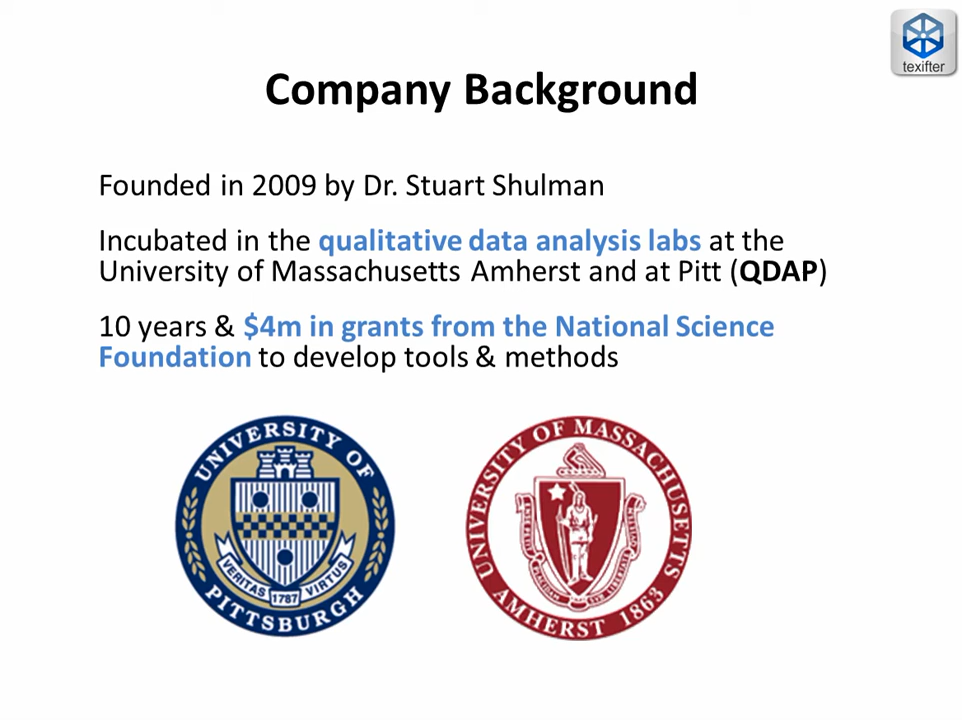 texifter
Company Background
Founded in 2009 by Dr. Stuart Shulman
Incubated in the qualitative data analysis labs at the
University of Massachusetts Amherst and at Pitt (QDAP)
10 years & $4m in grants from the National Science
Foundation to develop tools & methods
UNIVERSITY OF
PITTSBURGH
VERITAS 1787 VIRTUS
UNIVERSITY OF MASSACHUSETTS
AMHERST 1863